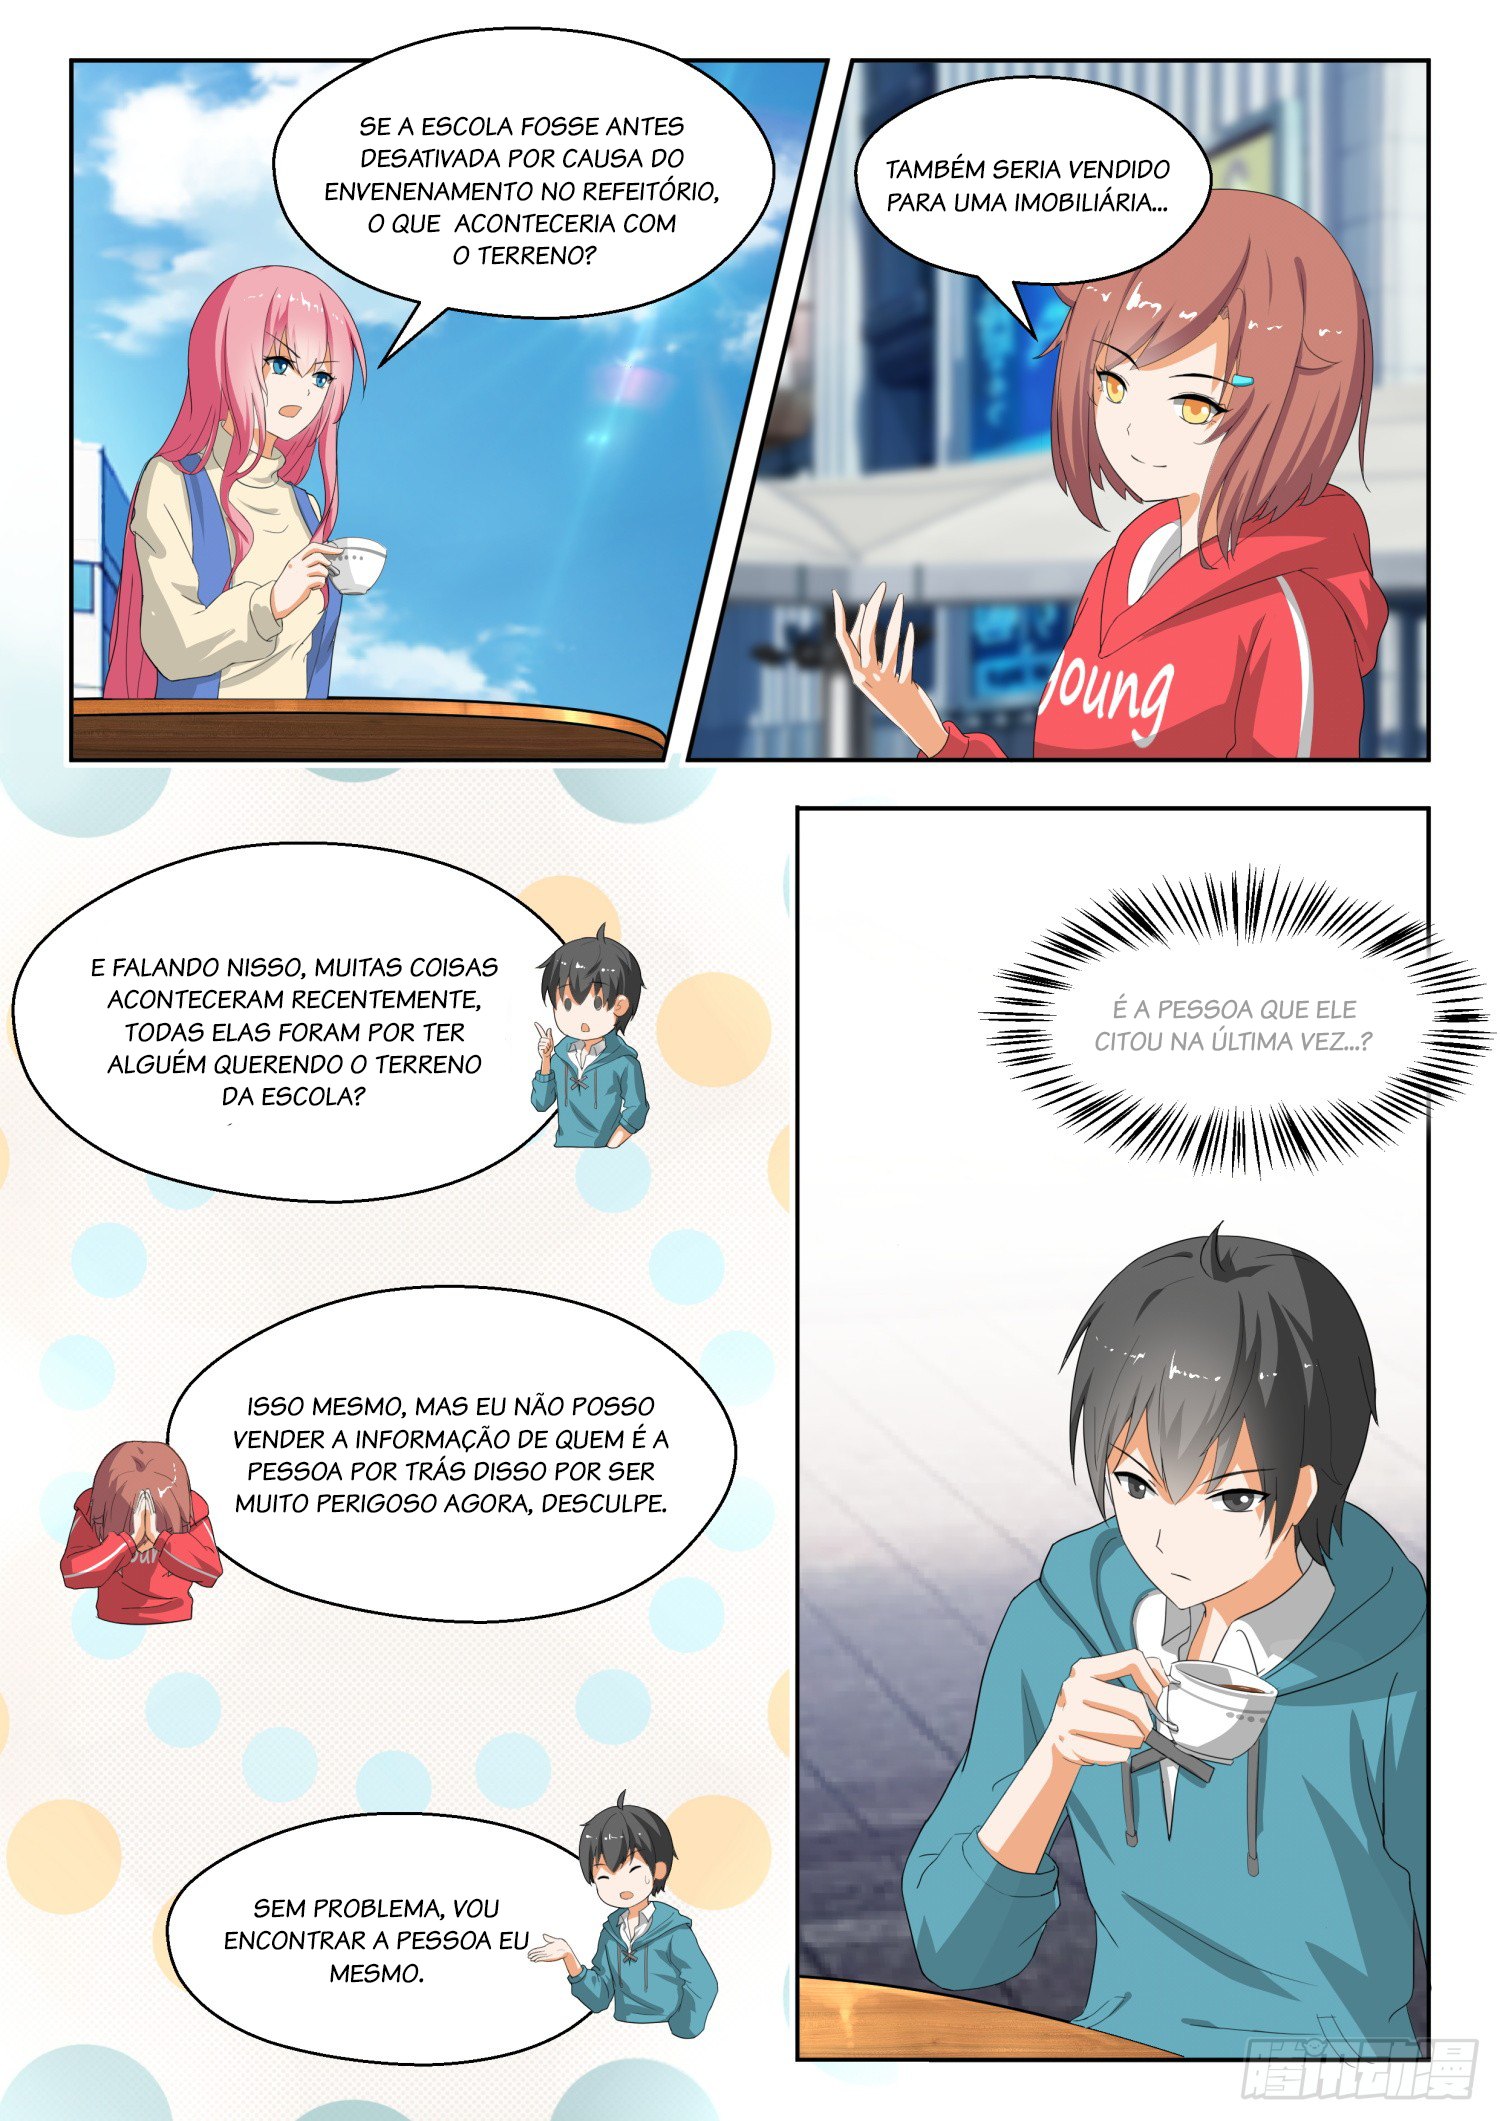 SE A ESCOLA FOSSE ANTES
DESATIVADA POR CAUSA DO
ENVENENAMENTO NO REFEITÓRIO,
O QUE ACONTECERIA COM
O TERRENO?
TAMBÉM SERIA VENDIDO
PARA UMA IMOBILIÁRIA...
young
E FALANDO NISSO, MUITAS COISAS
ACONTECERAM RECENTEMENTE,
TODAS ELAS FORAM POR TER
ALGUÉM QUERENDO O TERRENO
DA ESCOLA?
É A PESSOA QUE ELE
CITOU NA ÚLTIMA VEZ...?
ISSO MESMO, MAS EU NÃO POSSO
VENDER A INFORMAÇÃO DE QUEM É A
PESSOA POR TRÁS DISSO POR SER
MUITO PERIGOSO AGORA, DESCULPE.
SEM PROBLEMA, VOU
ENCONTRAR A PESSOA EU
MESMO.
腾讯动漫